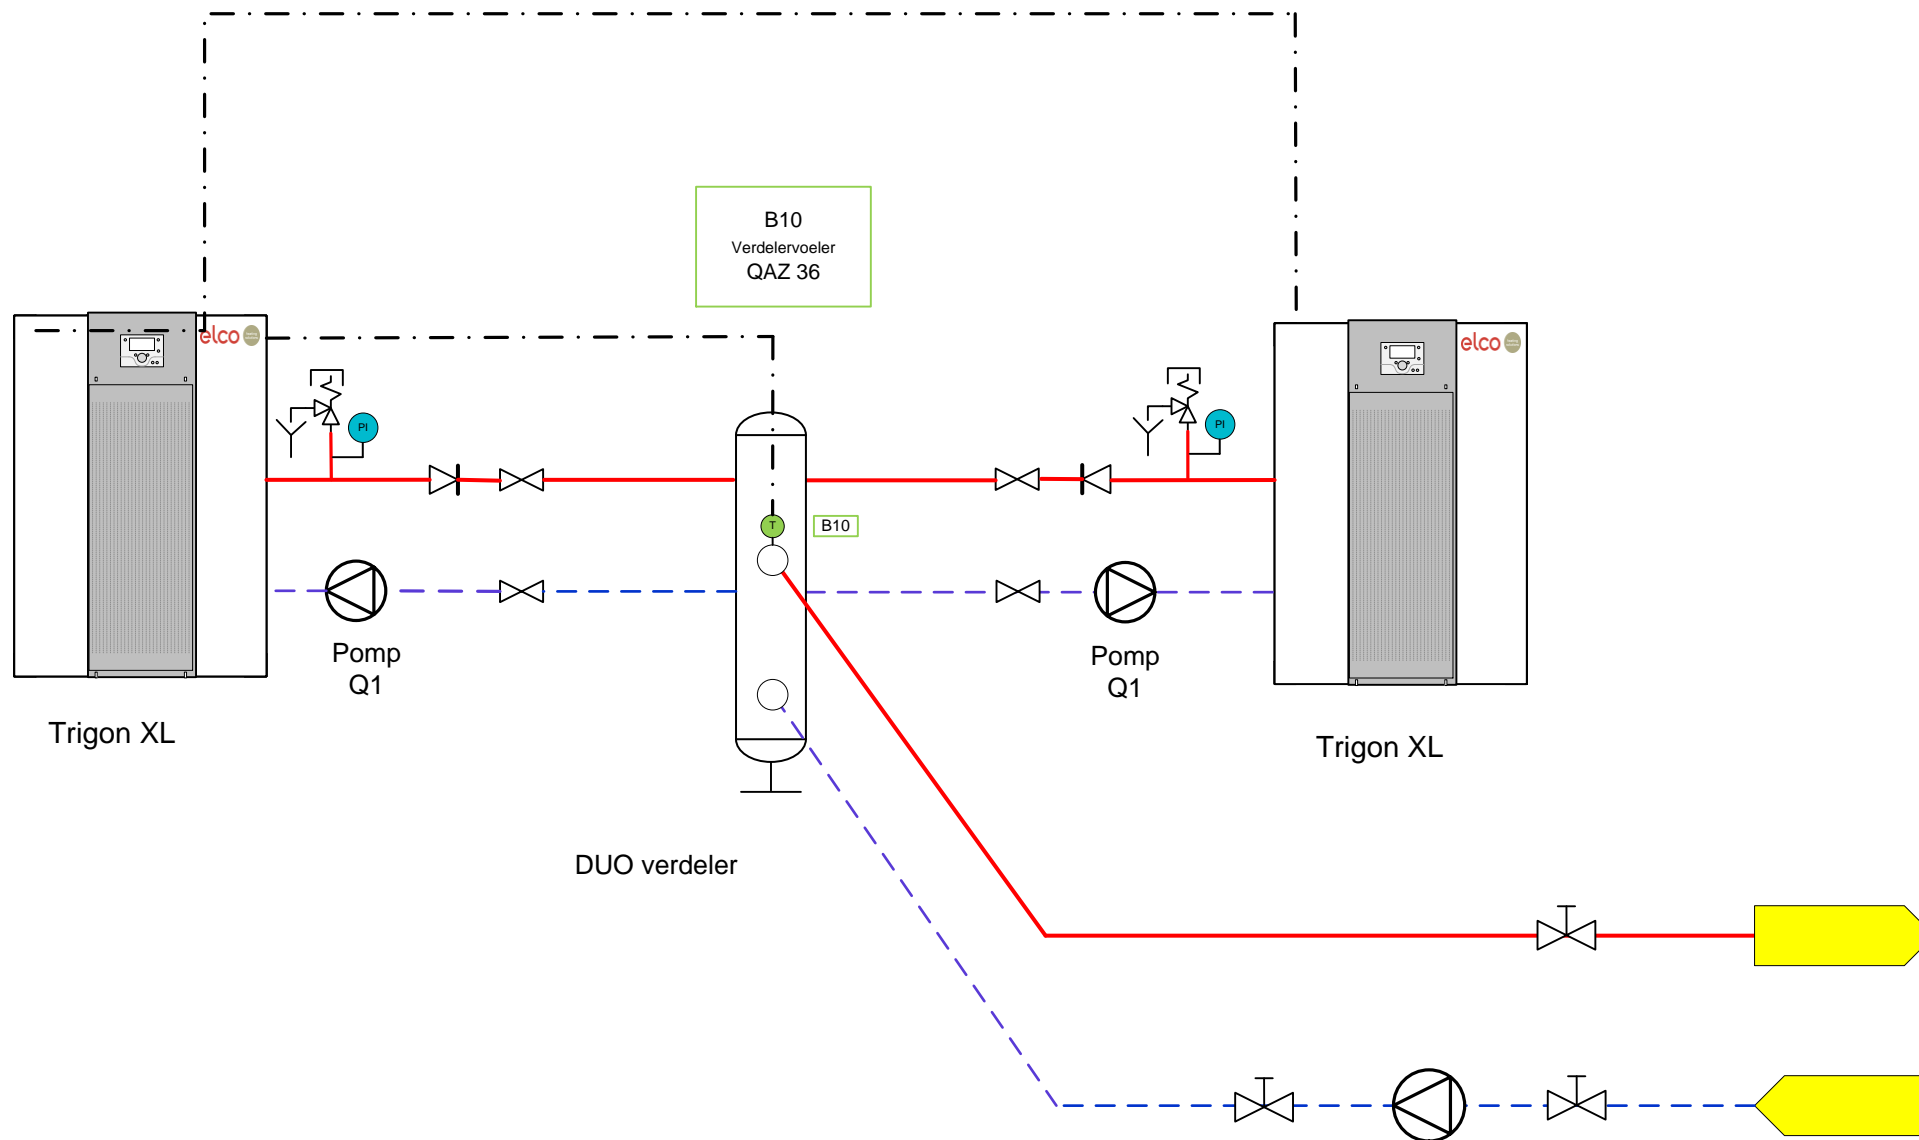 B10
Verdelervoeler
QAZ 36
elco
elco
PI
PI
T
B10
Pomp
Q1
Pomp
Q1
Trigon XL
Trigon XL
DUO verdeler